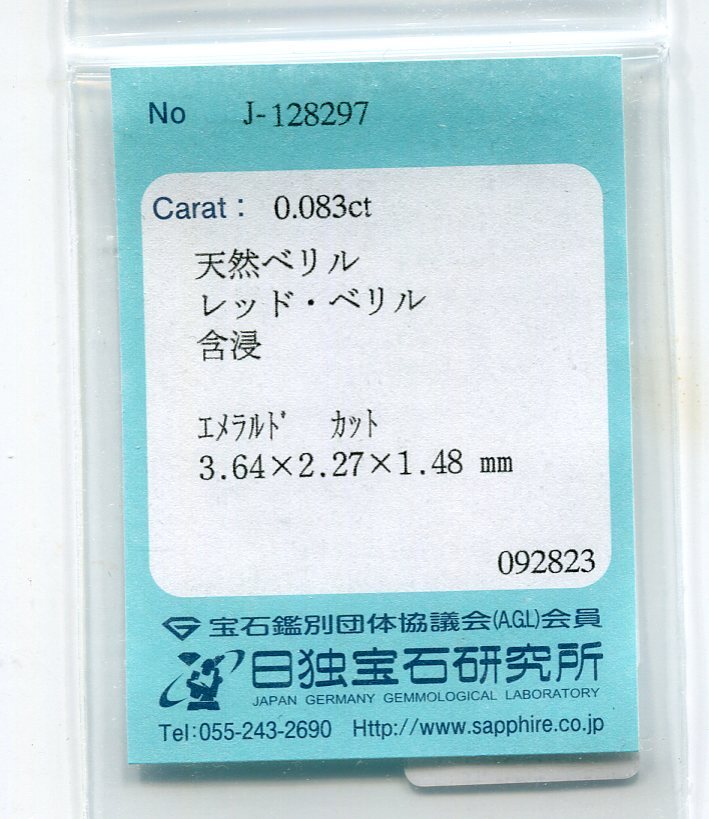 No J-128297
Carat： 0.083ct
天然ベリル
レッド・ベリル
含浸
ｴﾒﾗﾙﾄﾞ ｶｯﾄ
3.64×2.27×1.48 mm
092823
宝石鑑別団体協議会(A.G.L)会員
日独宝石研究所
JAPAN GERMANY GEMMOLOGICAL LABORATORY
Tel:055-243-2690 Http://www.sapphire.co.jp